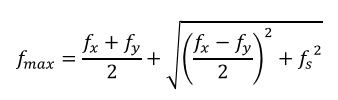 f_max = (f_x + f_y)/2 + √(((f_x − f_y)/2)² + f_s²)